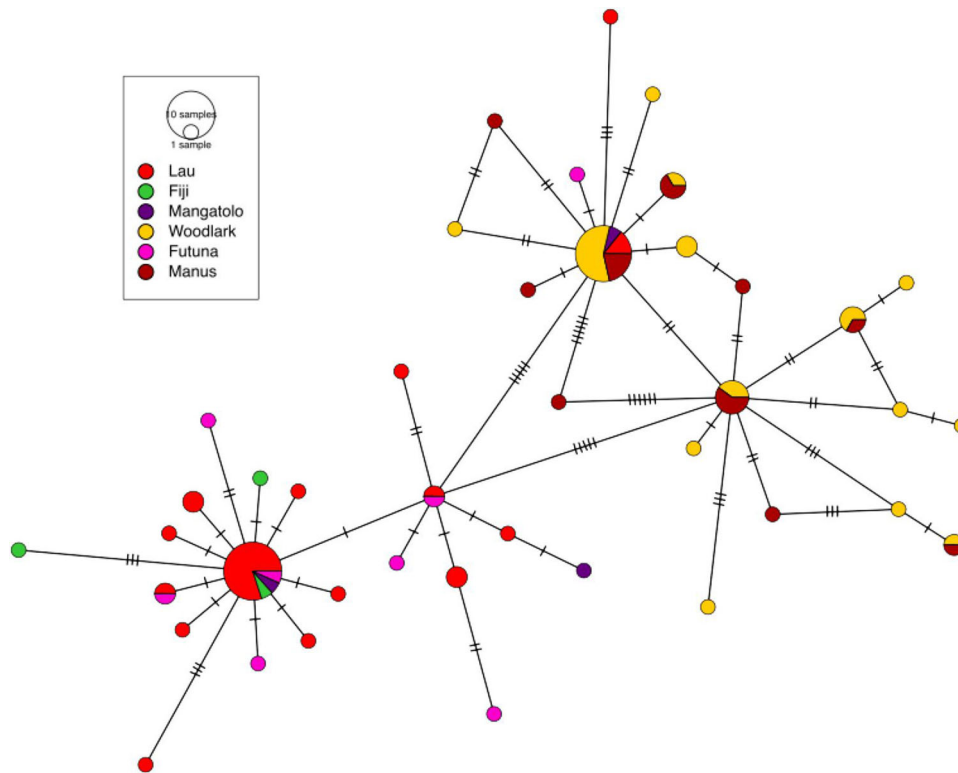 10 samples
1 sample
Lau
Fiji
Mangatolo
Woodlark
Futuna
Manus